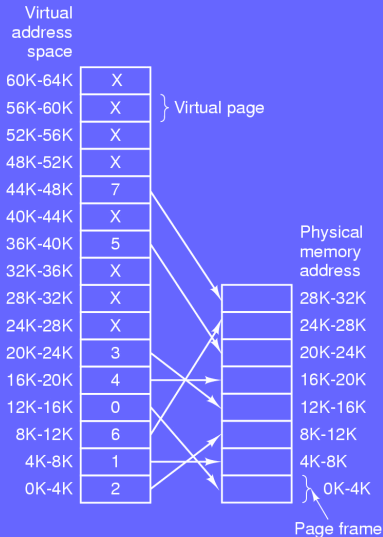 Virtual
address
space
60K-64K X
56K-60K X Virtual page
52K-56K X
48K-52K X
44K-48K 7
40K-44K X
36K-40K 5
32K-36K X
28K-32K X
24K-28K X
20K-24K 3
16K-20K 4
12K-16K 0
8K-12K 6
4K-8K 1
0K-4K 2
Physical
memory
address
28K-32K
24K-28K
20K-24K
16K-20K
12K-16K
8K-12K
4K-8K
0K-4K
Page frame